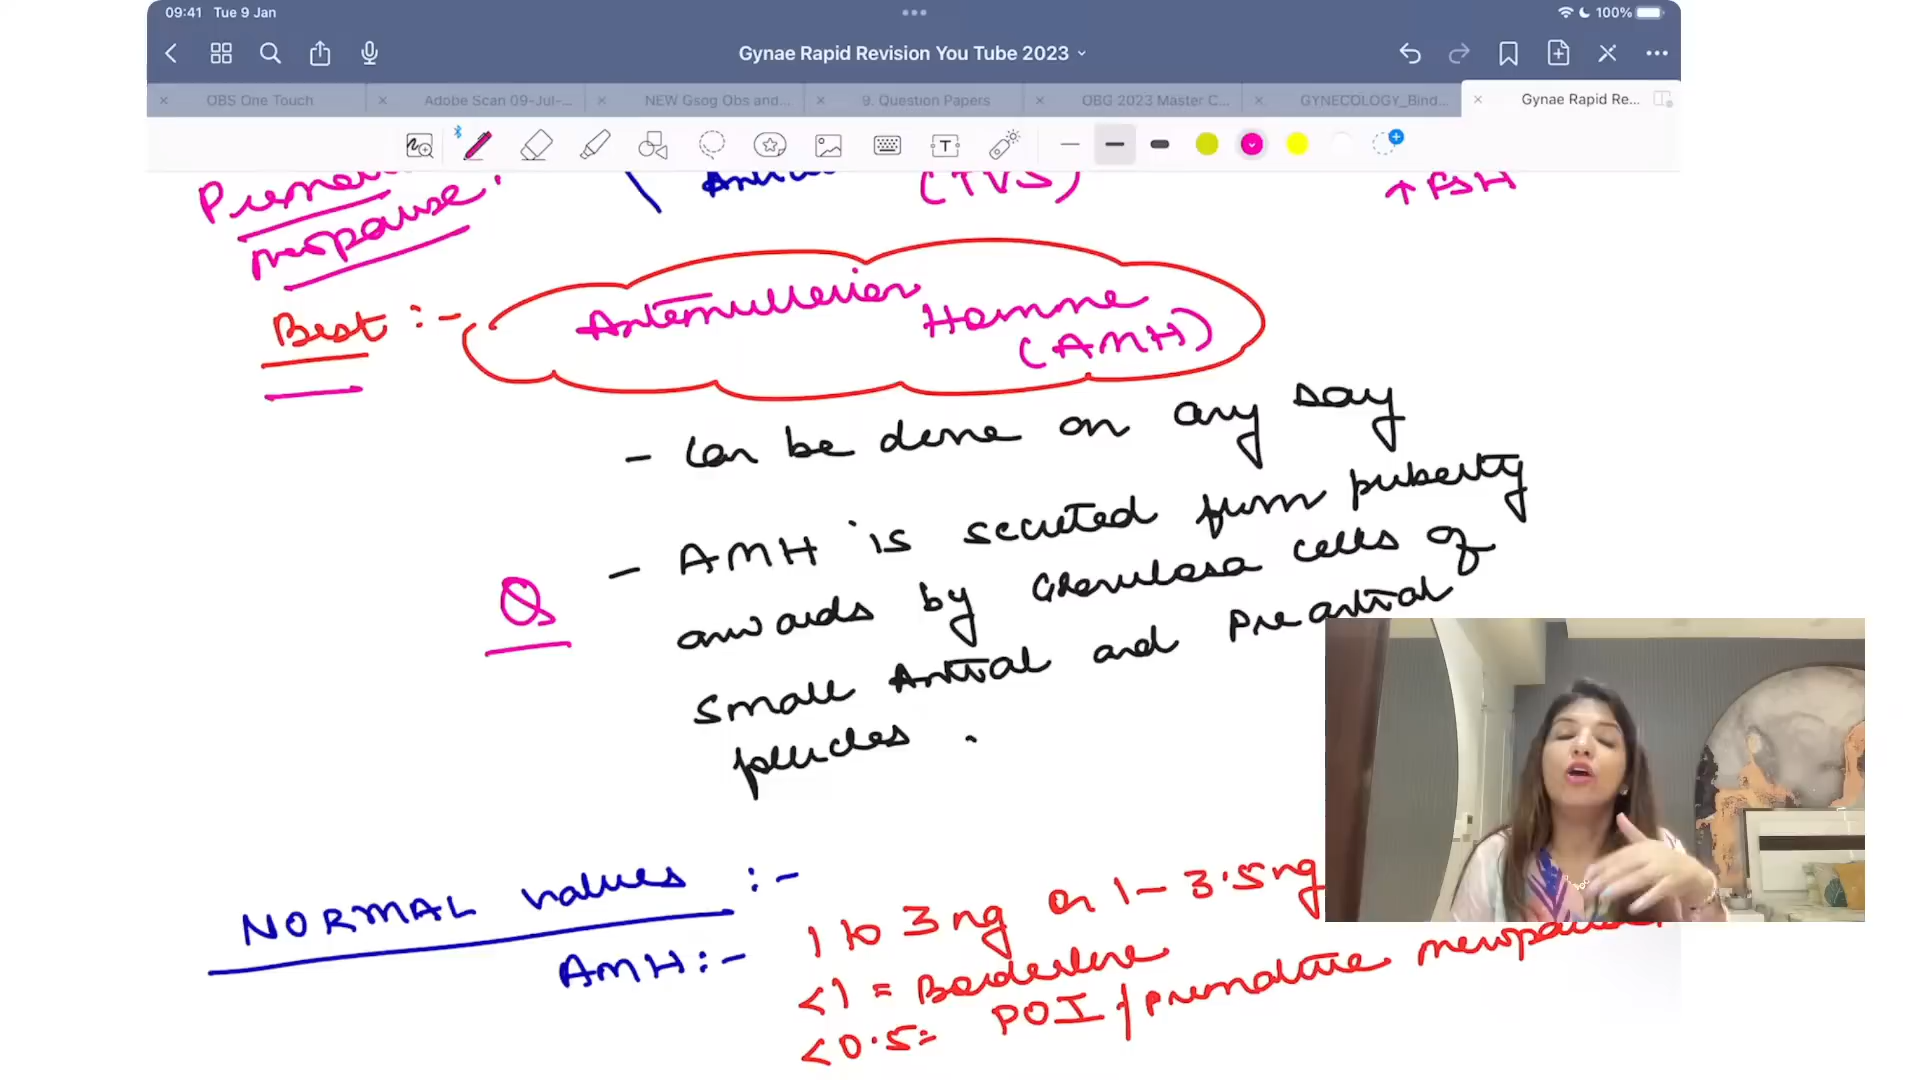 09:41 Tue 9 Jan
100%
Gynae Rapid Revision You Tube 2023
OBS One Touch
Adobe Scan 09-Jul-...
NEW Gsog Obs and...
9. Question Papers
OBG 2023 Master C...
GYNECOLOGY_Bind...
Gynae Rapid Re...
(TVS)
↑ FSH
Best :-
Antemullerian Hormone
(AMH)
- Can be done on any day
Q
- AMH is secreted from puberty
onwards by Granulosa cells of
small Antral and Preantral
follicles .
NORMAL values :-
AMH :-
1 to 3 ng or 1 - 3.5 ng
<1 = Borderline
<0.5 = POI / premature menopause